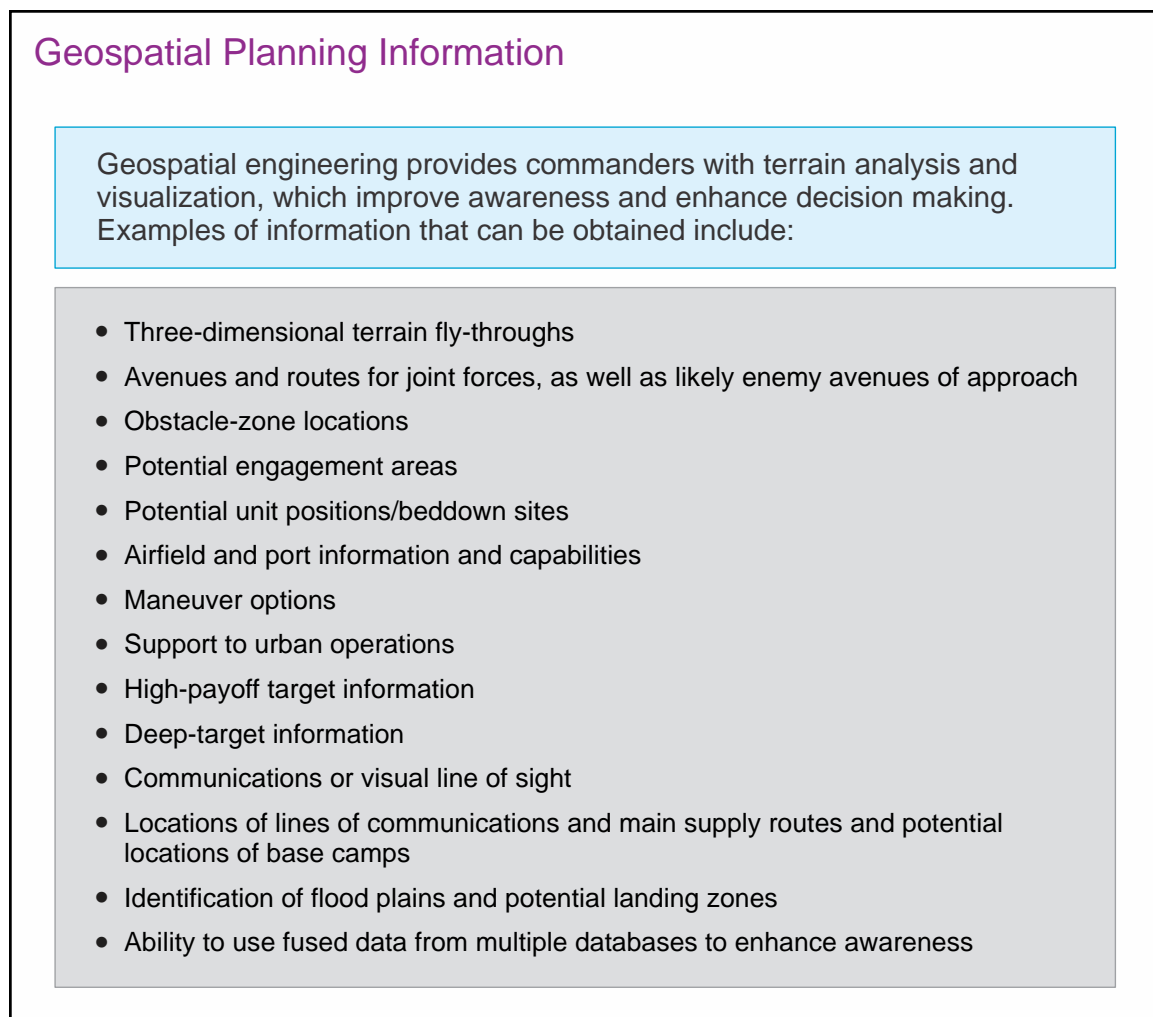 Geospatial Planning Information
Geospatial engineering provides commanders with terrain analysis and
visualization, which improve awareness and enhance decision making.
Examples of information that can be obtained include:
• Three-dimensional terrain fly-throughs
• Avenues and routes for joint forces, as well as likely enemy avenues of approach
• Obstacle-zone locations
• Potential engagement areas
• Potential unit positions/beddown sites
• Airfield and port information and capabilities
• Maneuver options
• Support to urban operations
• High-payoff target information
• Deep-target information
• Communications or visual line of sight
• Locations of lines of communications and main supply routes and potential
locations of base camps
• Identification of flood plains and potential landing zones
• Ability to use fused data from multiple databases to enhance awareness